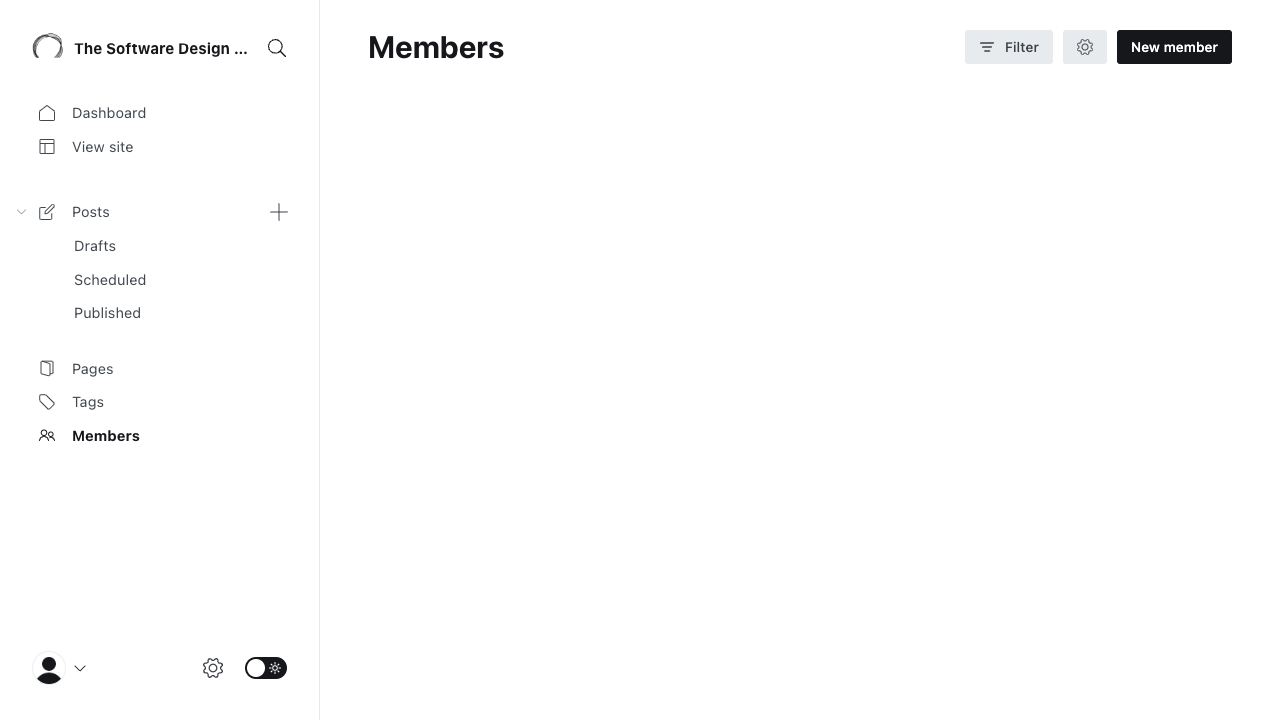 The Software Design ...
Members
Filter
New member
Dashboard
View site
Posts
Drafts
Scheduled
Published
Pages
Tags
Members